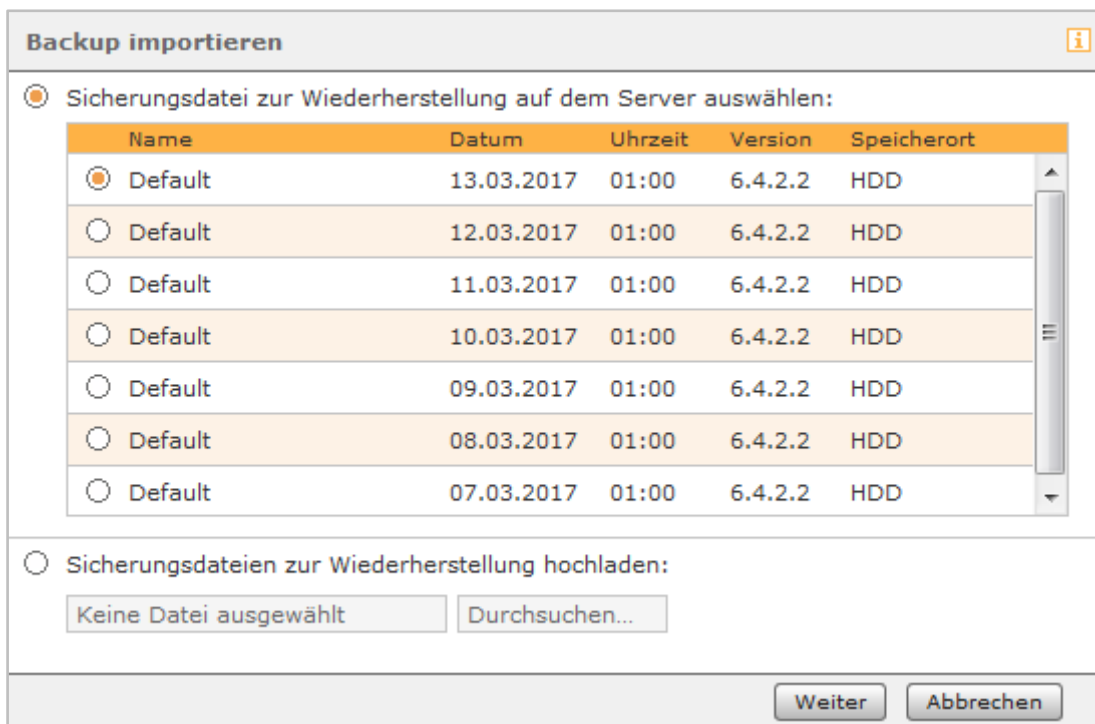 Backup importieren
Sicherungsdatei zur Wiederherstellung auf dem Server auswählen:
Name Datum Uhrzeit Version Speicherort
Default 13.03.2017 01:00 6.4.2.2 HDD
Default 12.03.2017 01:00 6.4.2.2 HDD
Default 11.03.2017 01:00 6.4.2.2 HDD
Default 10.03.2017 01:00 6.4.2.2 HDD
Default 09.03.2017 01:00 6.4.2.2 HDD
Default 08.03.2017 01:00 6.4.2.2 HDD
Default 07.03.2017 01:00 6.4.2.2 HDD
Sicherungsdateien zur Wiederherstellung hochladen:
Keine Datei ausgewählt Durchsuchen...
Weiter Abbrechen